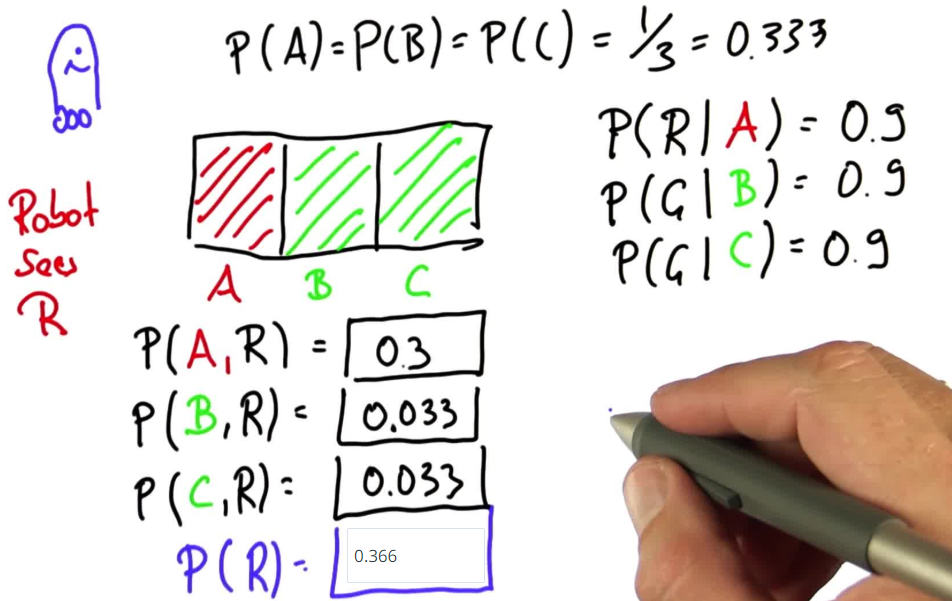 P(A) = P(B) = P(C) = 1/3 = 0.333
P(R | A) = 0.9
P(G | B) = 0.9
P(G | C) = 0.9
Robot
Sees
R
A B C
P(A, R) = 0.3
P(B, R) = 0.033
P(C, R) = 0.033
P(R) = 0.366